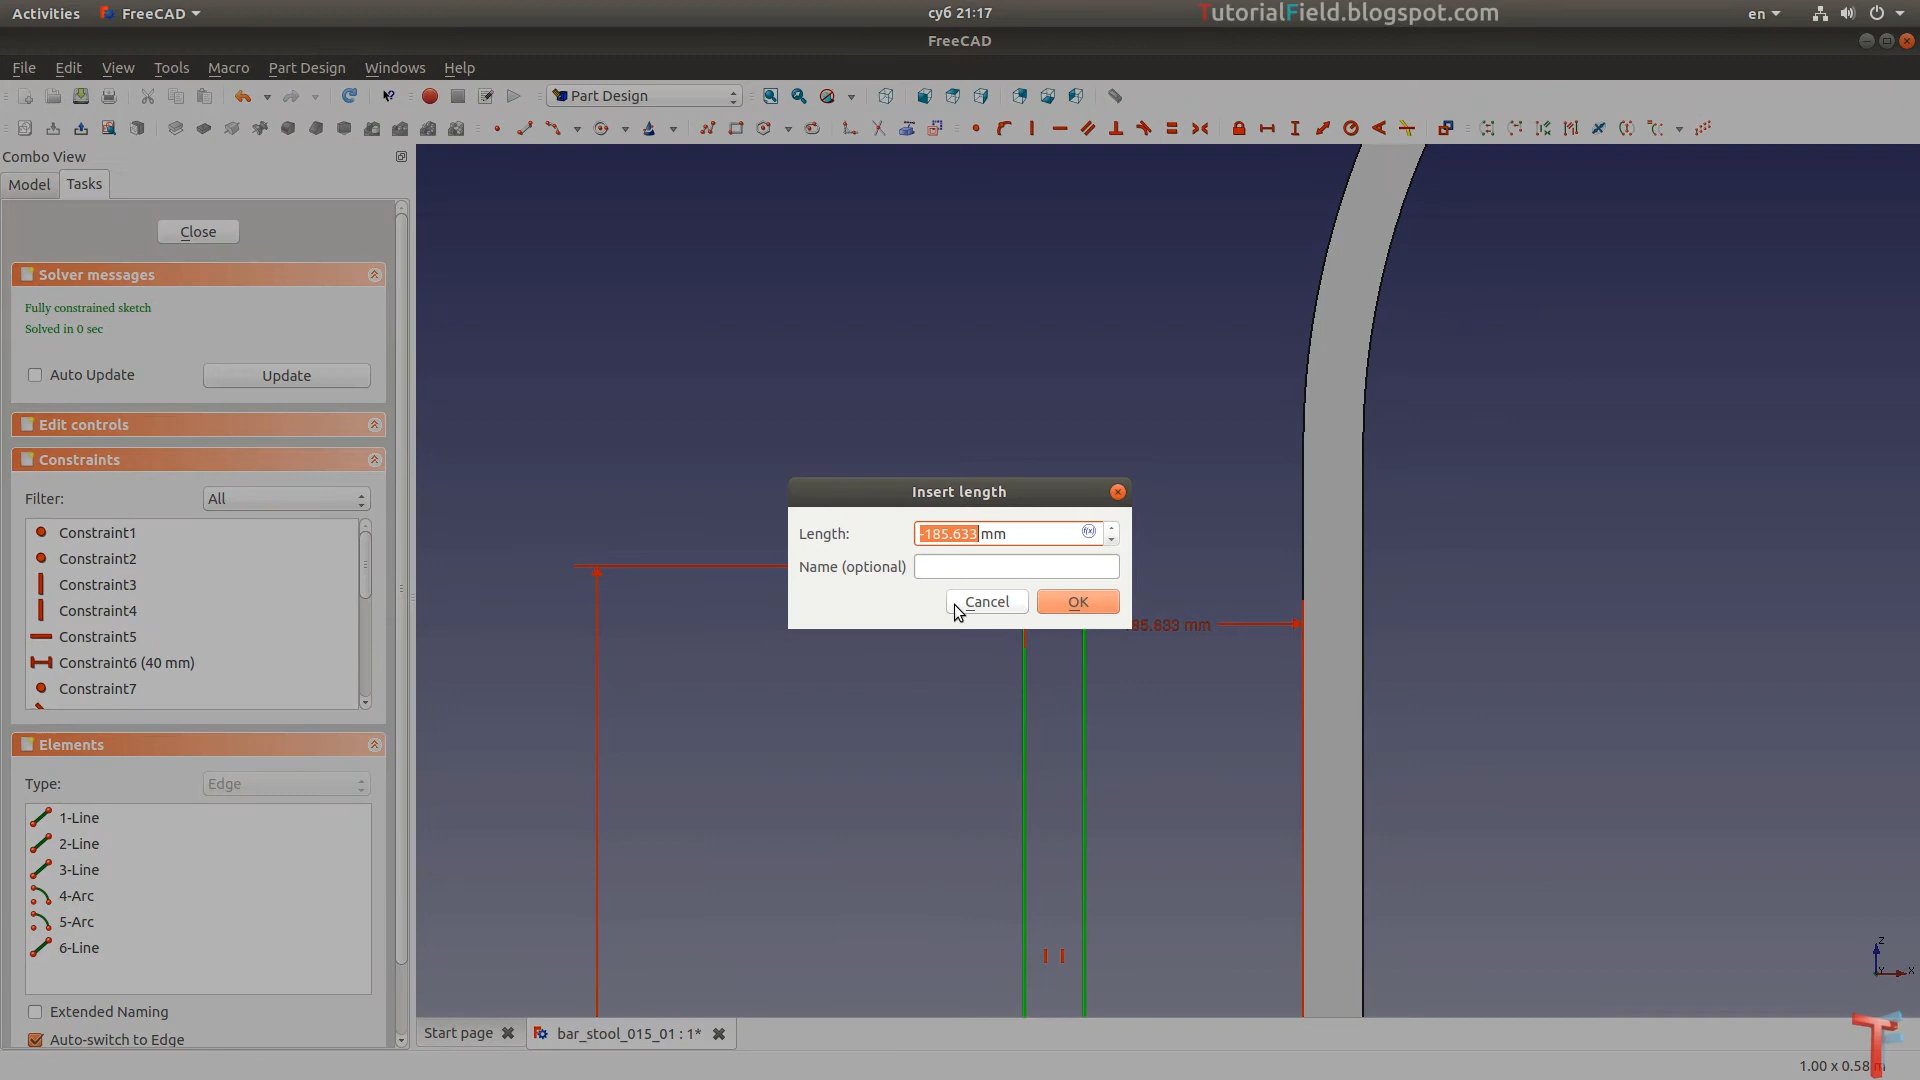 Activities
FreeCAD
суб 21:17
TutorialField.blogspot.com
en
FreeCAD
File
Edit
View
Tools
Macro
Part Design
Windows
Help
Part Design
Combo View
Model
Tasks
Close
Solver messages
Fully constrained sketch
Solved in 0 sec
Auto Update
Update
Edit controls
Constraints
Filter:
All
Constraint1
Constraint2
Constraint3
Constraint4
Constraint5
Constraint6 (40 mm)
Constraint7
Elements
Type:
Edge
1-Line
2-Line
3-Line
4-Arc
5-Arc
6-Line
Extended Naming
Auto-switch to Edge
Insert length
Length:
-185.633 mm
f(x)
Name (optional)
Cancel
OK
mm
Z
Y
X
Start page
bar_stool_015_01 : 1*
1.00 x 0.58